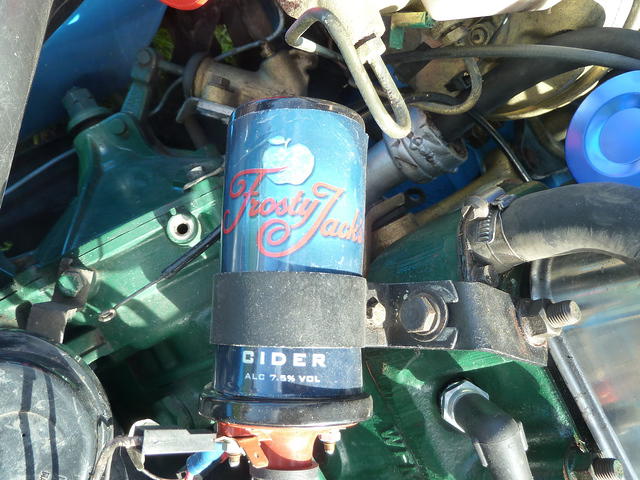 Frosty Jack's
CIDER
ALC 7.5% VOL